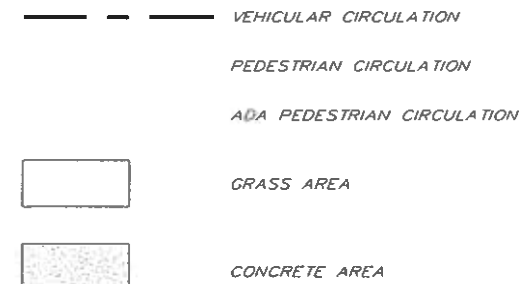 VEHICULAR CIRCULATION
PEDESTRIAN CIRCULATION
ADA PEDESTRIAN CIRCULATION
GRASS AREA
CONCRETE AREA